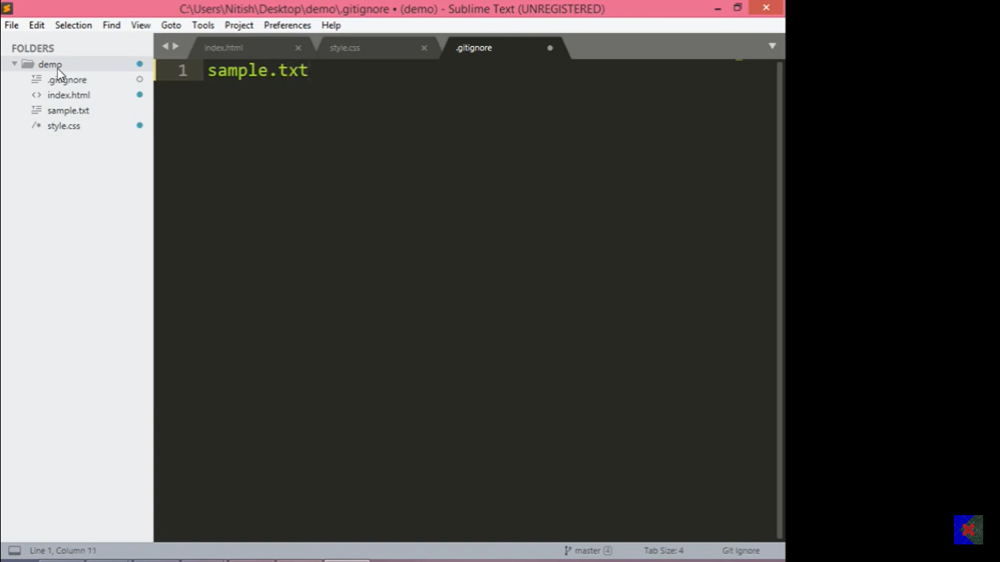 C:\Users\Nitish\Desktop\demo\.gitignore • (demo) - Sublime Text (UNREGISTERED)
File Edit Selection Find View Goto Tools Project Preferences Help
FOLDERS
demo
.gitignore
index.html
sample.txt
style.css
index.html style.css .gitignore
1 sample.txt
Line 1, Column 11 master 4 Tab Size: 4 Git Ignore